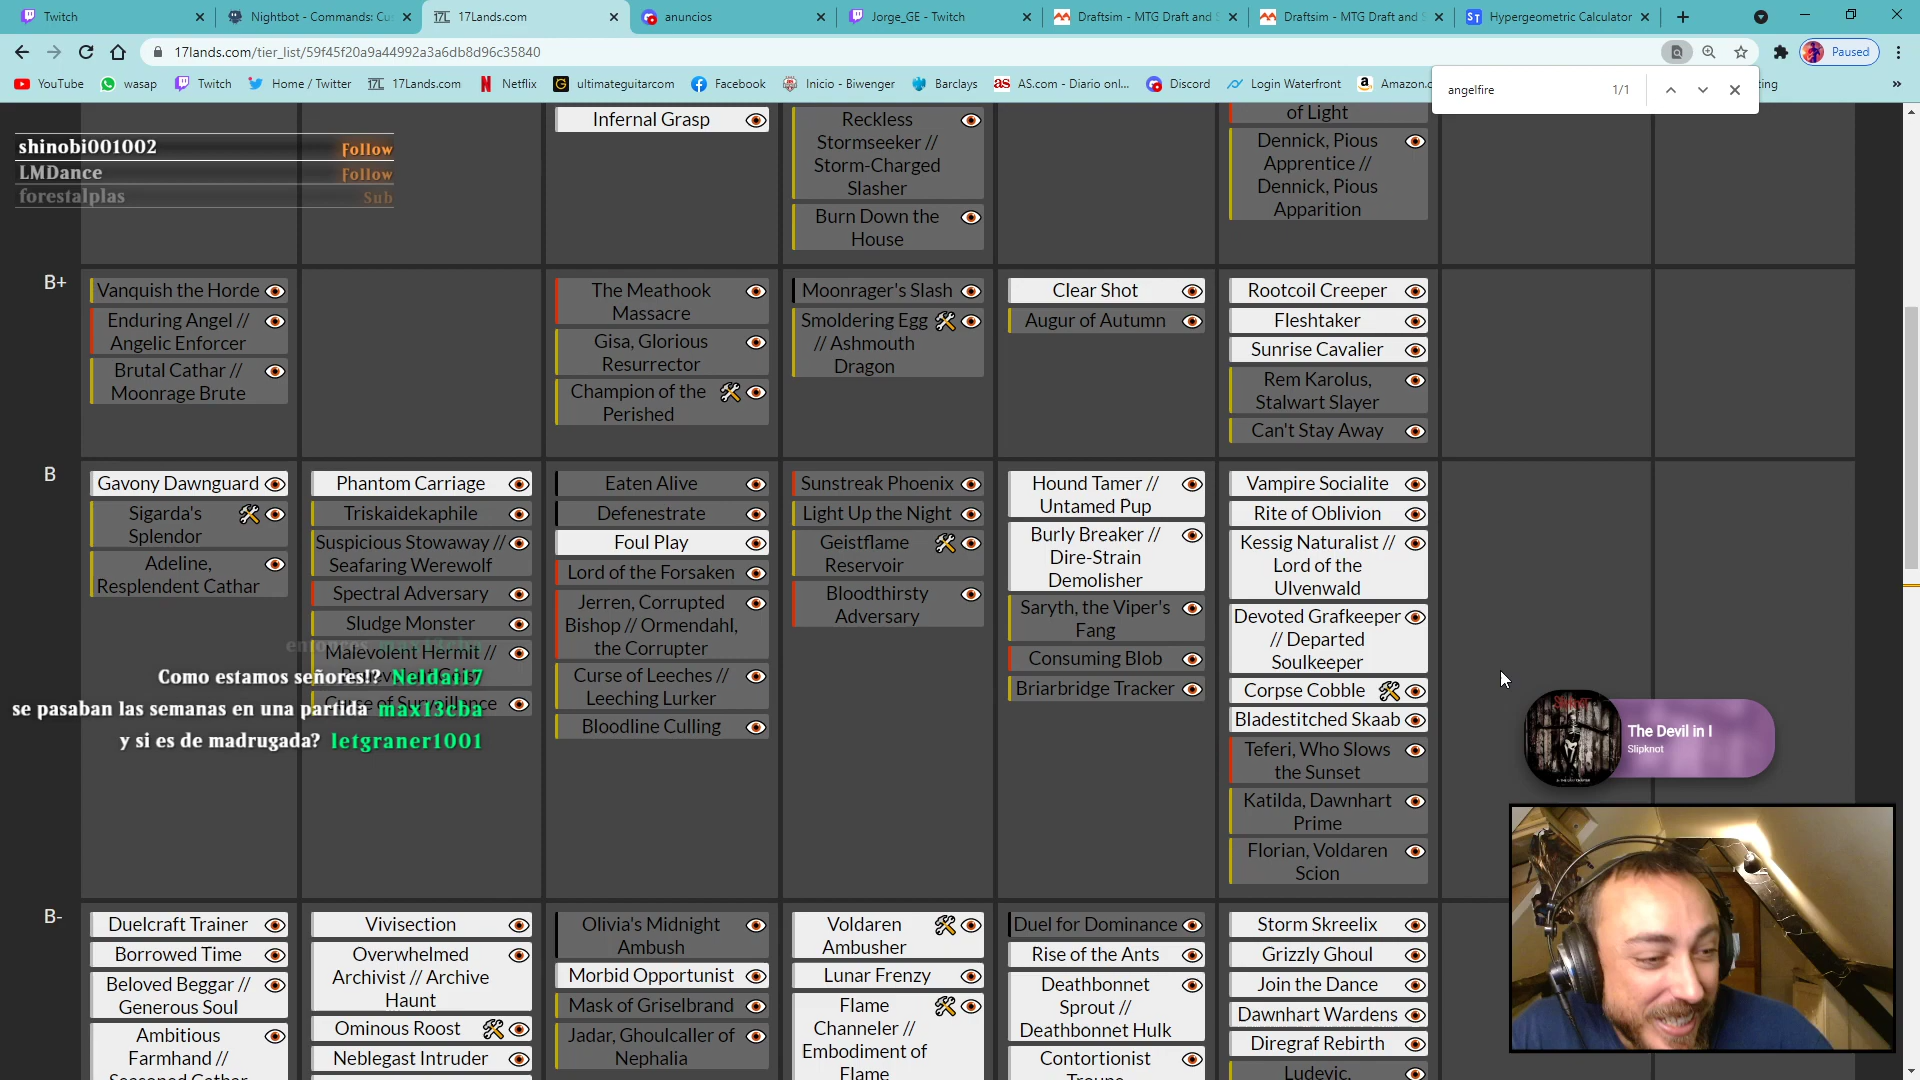 Twitch
Nightbot - Commands: Cu
17Lands.com
anuncios
Jorge_GE - Twitch
Draftsim - MTG Draft and S
Draftsim - MTG Draft and S
Hypergeometric Calculator
17lands.com/tier_list/59f45f20a9a44992a3a6db8d96c35840
Paused
YouTube
wasap
Twitch
Home / Twitter
17Lands.com
Netflix
ultimateguitar.com
Facebook
Inicio - Biwenger
Barclays
AS.com - Diario onl...
Discord
Login Waterfront
Amazon.c
angelfire
1/1
shinobi001002 Follow
LMDance Follow
forestalplas Sub
Infernal Grasp
Reckless
Stormseeker //
Storm-Charged
Slasher
Burn Down the
House
of Light
Dennick, Pious
Apprentice //
Dennick, Pious
Apparition
B+
Vanquish the Horde
Enduring Angel //
Angelic Enforcer
Brutal Cathar //
Moonrage Brute
The Meathook
Massacre
Gisa, Glorious
Resurrector
Champion of the
Perished
Moonrager's Slash
Smoldering Egg
// Ashmouth
Dragon
Clear Shot
Augur of Autumn
Rootcoil Creeper
Fleshtaker
Sunrise Cavalier
Rem Karolus,
Stalwart Slayer
Can't Stay Away
B
Gavony Dawnguard
Sigarda's
Splendor
Adeline,
Resplendent Cathar
Phantom Carriage
Triskaidekaphile
Suspicious Stowaway //
Seafaring Werewolf
Spectral Adversary
Sludge Monster
Malevolent Hermit //
Curse of Surveillance
Eaten Alive
Defenestrate
Foul Play
Lord of the Forsaken
Jerren, Corrupted
Bishop // Ormendahl,
the Corrupter
Curse of Leeches //
Leeching Lurker
Bloodline Culling
Sunstreak Phoenix
Light Up the Night
Geistflame
Reservoir
Bloodthirsty
Adversary
Hound Tamer //
Untamed Pup
Burly Breaker //
Dire-Strain
Demolisher
Saryth, the Viper's
Fang
Consuming Blob
Briarbridge Tracker
Vampire Socialite
Rite of Oblivion
Kessig Naturalist //
Lord of the
Ulvenwald
Devoted Grafkeeper
// Departed
Soulkeeper
Corpse Cobble
Bladestitched Skaab
Teferi, Who Slows
the Sunset
Katilda, Dawnhart
Prime
Florian, Voldaren
Scion
Como estamos señores!? Neldai17
se pasaban las semanas en una partida max13cba
y si es de madrugada? letgraner1001
The Devil in I
Slipknot
B-
Duelcraft Trainer
Borrowed Time
Beloved Beggar //
Generous Soul
Ambitious
Farmhand //
Seasoned Cathar
Vivisection
Overwhelmed
Archivist // Archive
Haunt
Ominous Roost
Neblegast Intruder
Olivia's Midnight
Ambush
Morbid Opportunist
Mask of Griselbrand
Jadar, Ghoulcaller of
Nephalia
Voldaren
Ambusher
Lunar Frenzy
Flame
Channeler //
Embodiment of
Flame
Duel for Dominance
Rise of the Ants
Deathbonnet
Sprout //
Deathbonnet Hulk
Contortionist
Troupe
Storm Skreelix
Grizzly Ghoul
Join the Dance
Dawnhart Wardens
Diregraf Rebirth
Ludevic,